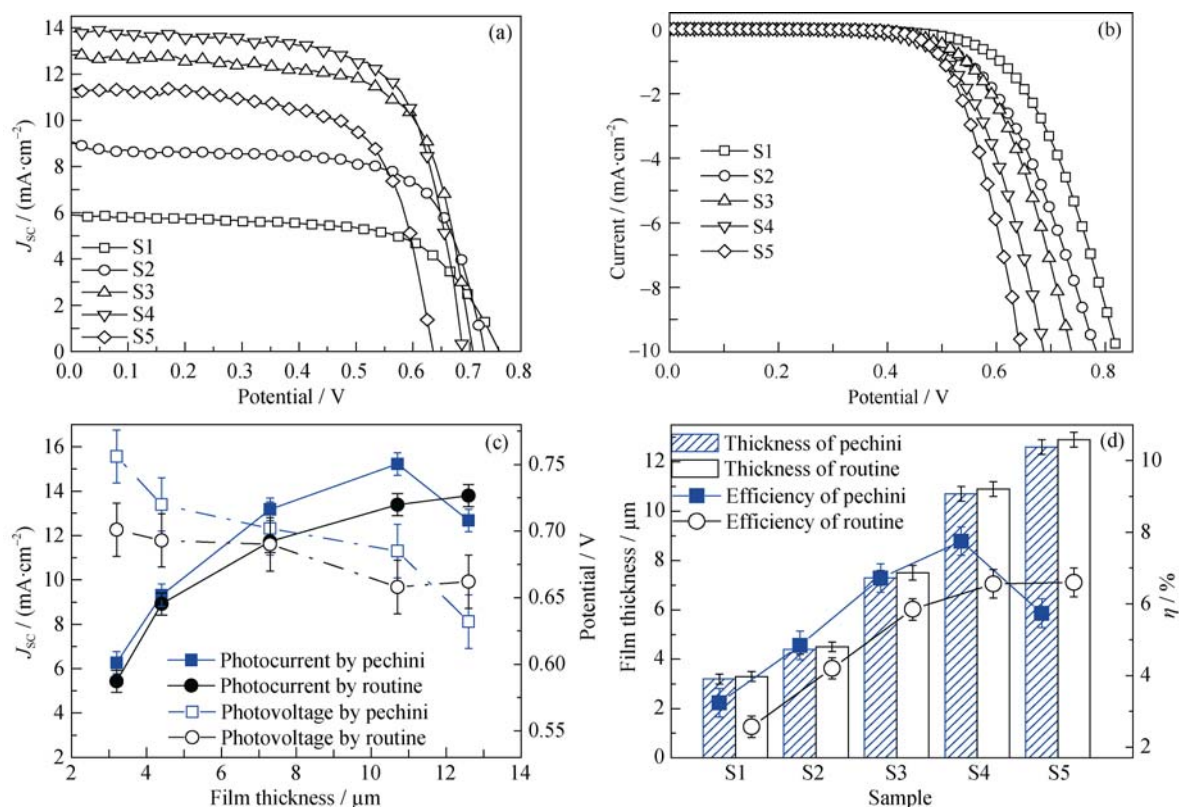 (a)
14
12
10
8
6
4
2
0
J_SC / (mA·cm⁻²)
S1
S2
S3
S4
S5
0.0 0.1 0.2 0.3 0.4 0.5 0.6 0.7 0.8
Potential / V
(b)
0
−2
−4
−6
−8
−10
Current / (mA·cm⁻²)
S1
S2
S3
S4
S5
0.0 0.2 0.4 0.6 0.8
Potential / V
(c)
16
14
12
10
8
6
4
2
J_SC / (mA·cm⁻²)
0.75
0.70
0.65
0.60
0.55
Potential / V
Photocurrent by pechini
Photocurrent by routine
Photovoltage by pechini
Photovoltage by routine
2 4 6 8 10 12 14
Film thickness / μm
(d)
Thickness of pechini
Thickness of routine
Efficiency of pechini
Efficiency of routine
12
10
8
6
4
2
0
Film thickness / μm
10
8
6
4
2
η / %
S1 S2 S3 S4 S5
Sample